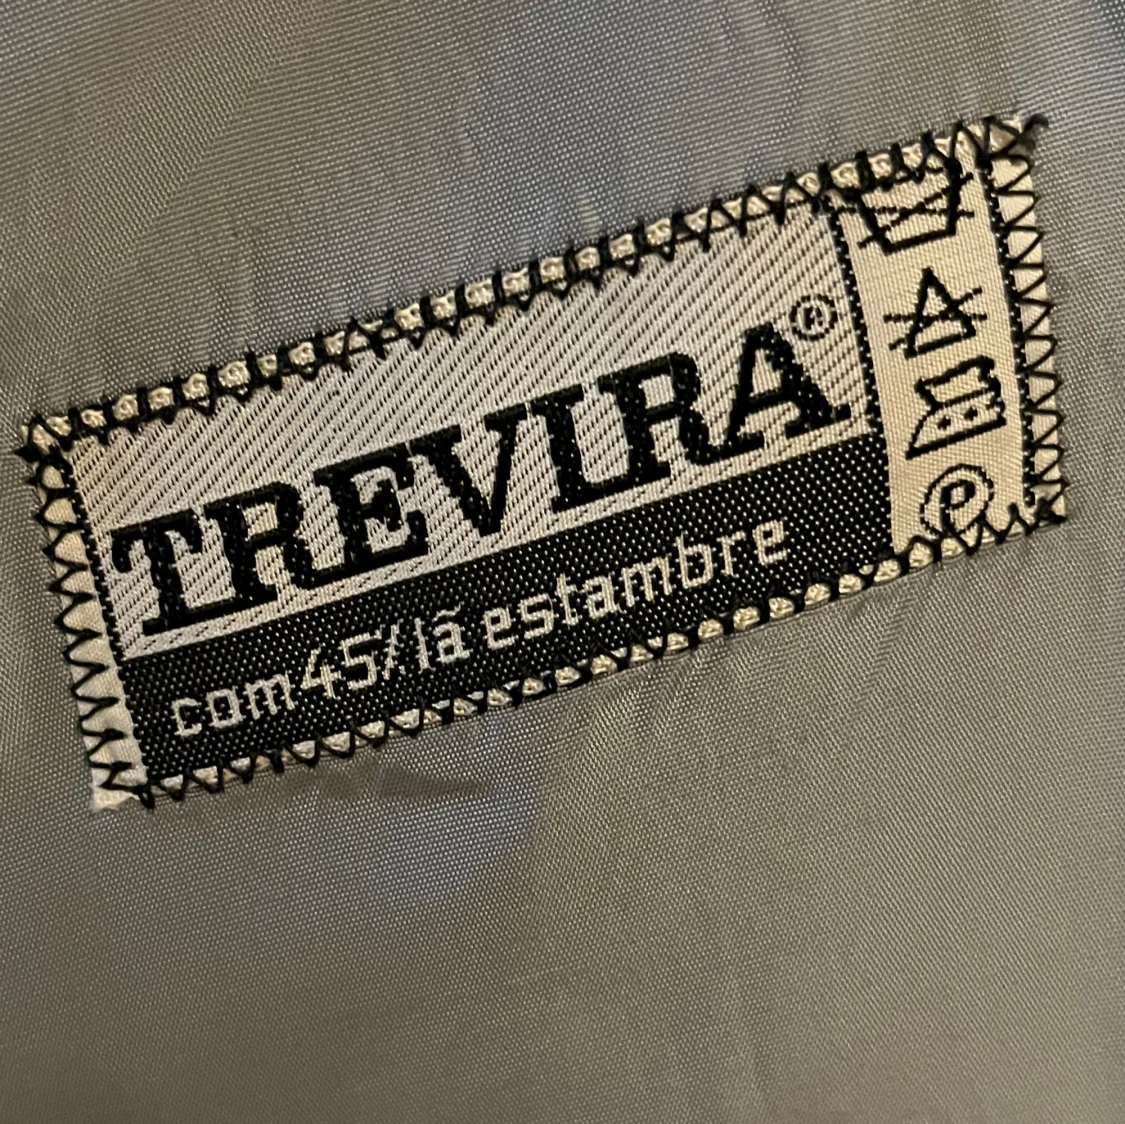 TREVIRA®
com 45/lã estambre
P